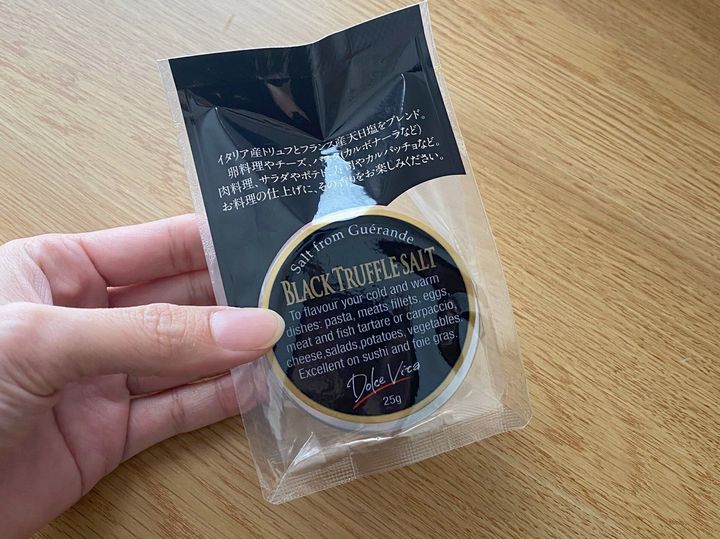 イタリア産トリュフとフランス産天日塩をブレンド。
卵料理やチーズ、パスタ(カルボナーラなど)
肉料理、サラダやポテト、寿司やカルパッチョなど。
お料理の仕上げに、その香りをお楽しみください。
Salt from Guérande
BLACK TRUFFLE SALT
To flavour your cold and warm
dishes: pasta, meats fillets, eggs,
meat and fish tartare or carpaccio,
cheese,salads,potatoes, vegetables.
Excellent on sushi and foie gras.
Dolce Vita
25g